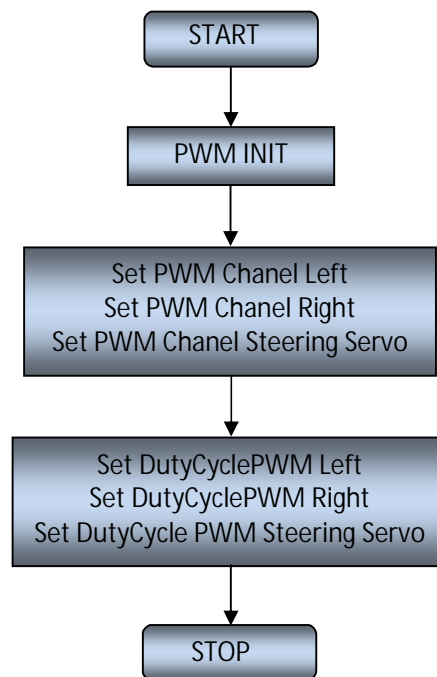 START
PWM INIT
Set PWM Chanel Left
Set PWM Chanel Right
Set PWM Chanel Steering Servo
Set DutyCyclePWM Left
Set DutyCyclePWM Right
Set DutyCycle PWM Steering Servo
STOP